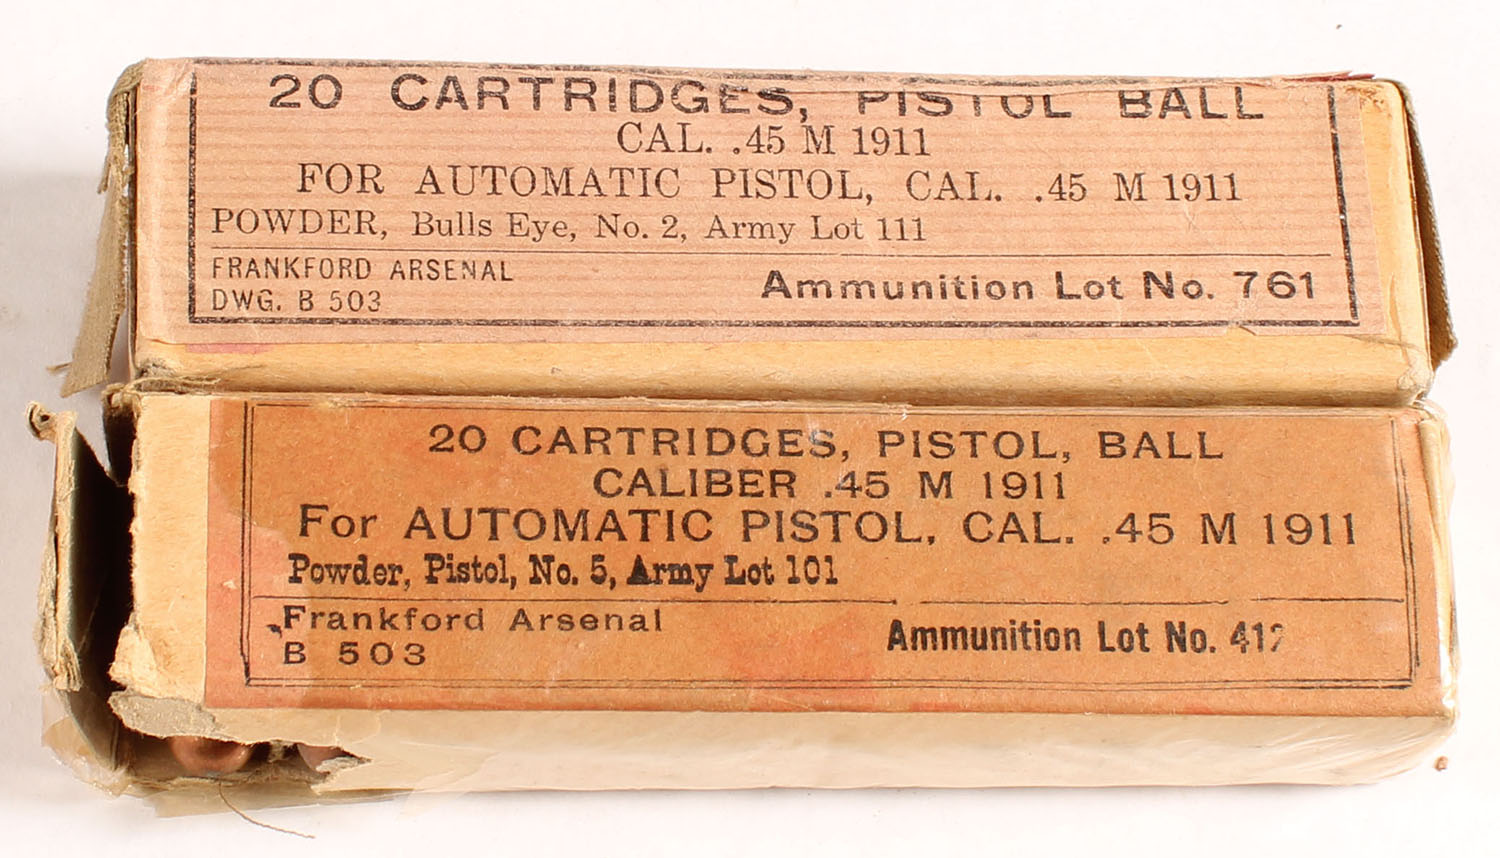 20 CARTRIDGES, PISTOL BALL
CAL. .45 M 1911
FOR AUTOMATIC PISTOL, CAL. .45 M 1911
POWDER, Bulls Eye, No. 2, Army Lot 111
FRANKFORD ARSENAL
DWG. B 503
Ammunition Lot No. 761
20 CARTRIDGES, PISTOL, BALL
CALIBER .45 M 1911
For AUTOMATIC PISTOL, CAL. .45 M 1911
Powder, Pistol, No. 5, Army Lot 101
Frankford Arsenal
B 503
Ammunition Lot No.